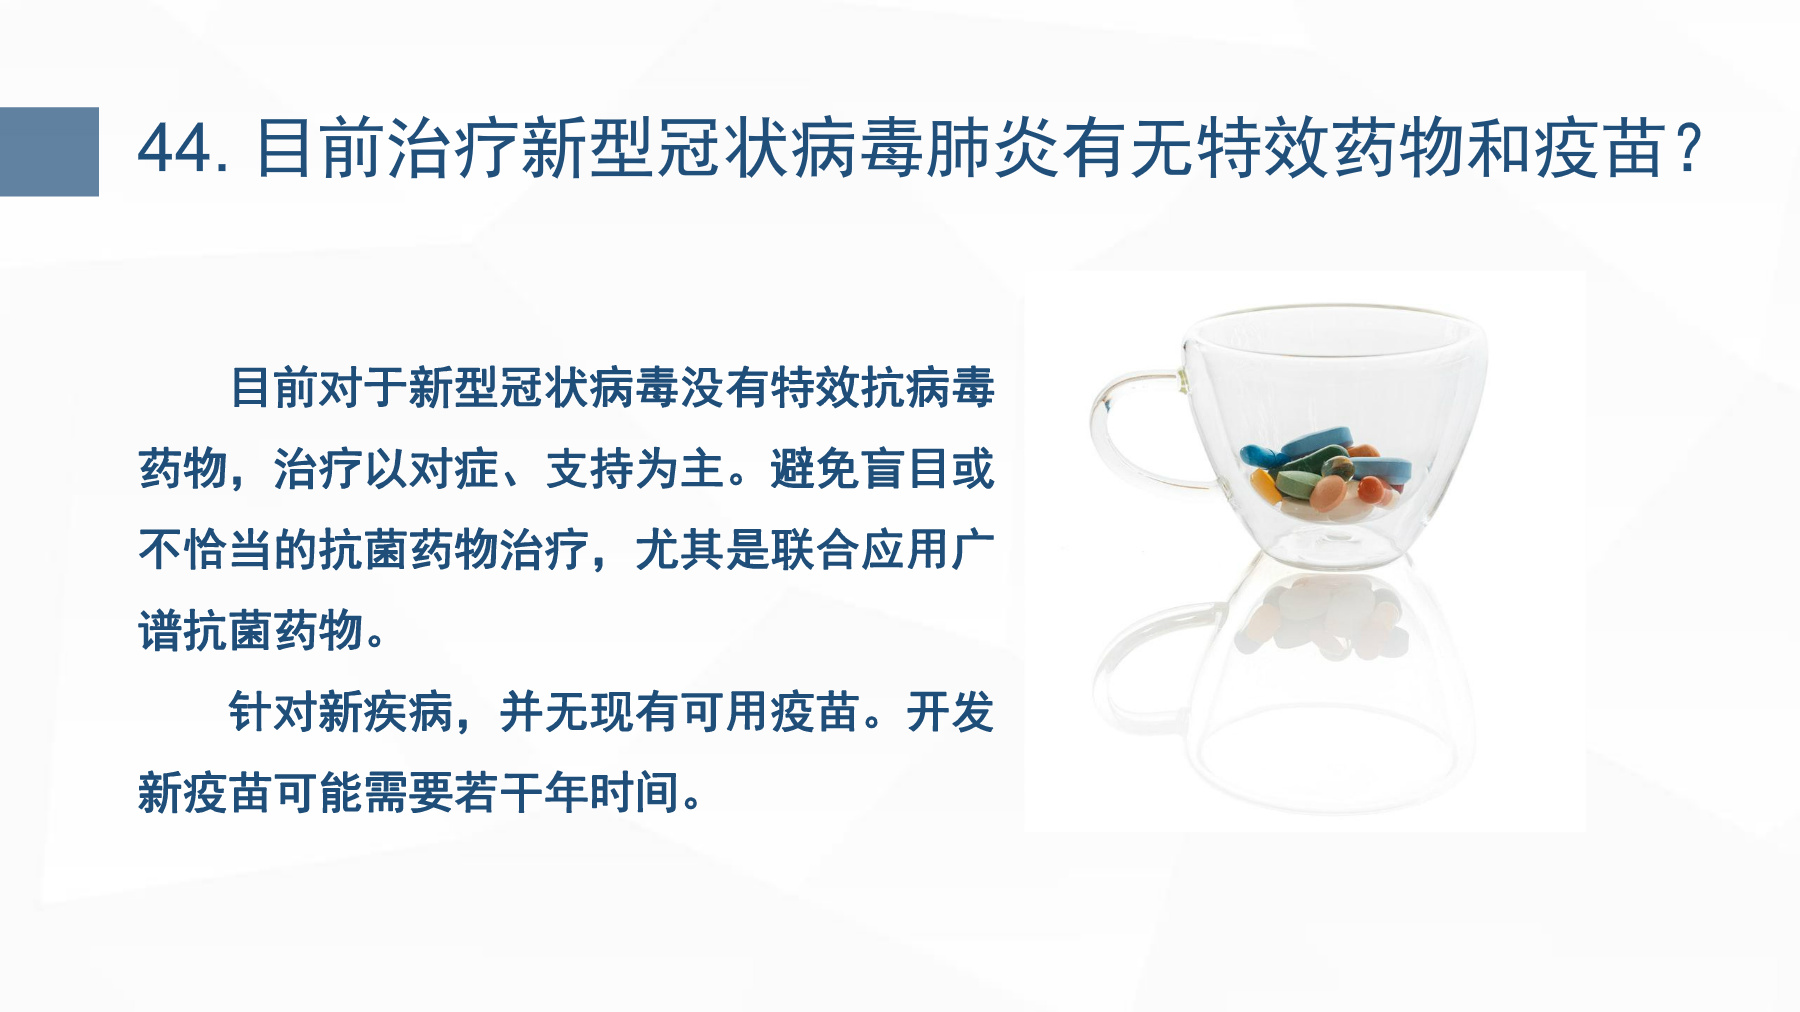 44. 目前治疗新型冠状病毒肺炎有无特效药物和疫苗？
目前对于新型冠状病毒没有特效抗病毒
药物，治疗以对症、支持为主。避免盲目或
不恰当的抗菌药物治疗，尤其是联合应用广
谱抗菌药物。
针对新疾病，并无现有可用疫苗。开发
新疫苗可能需要若干年时间。